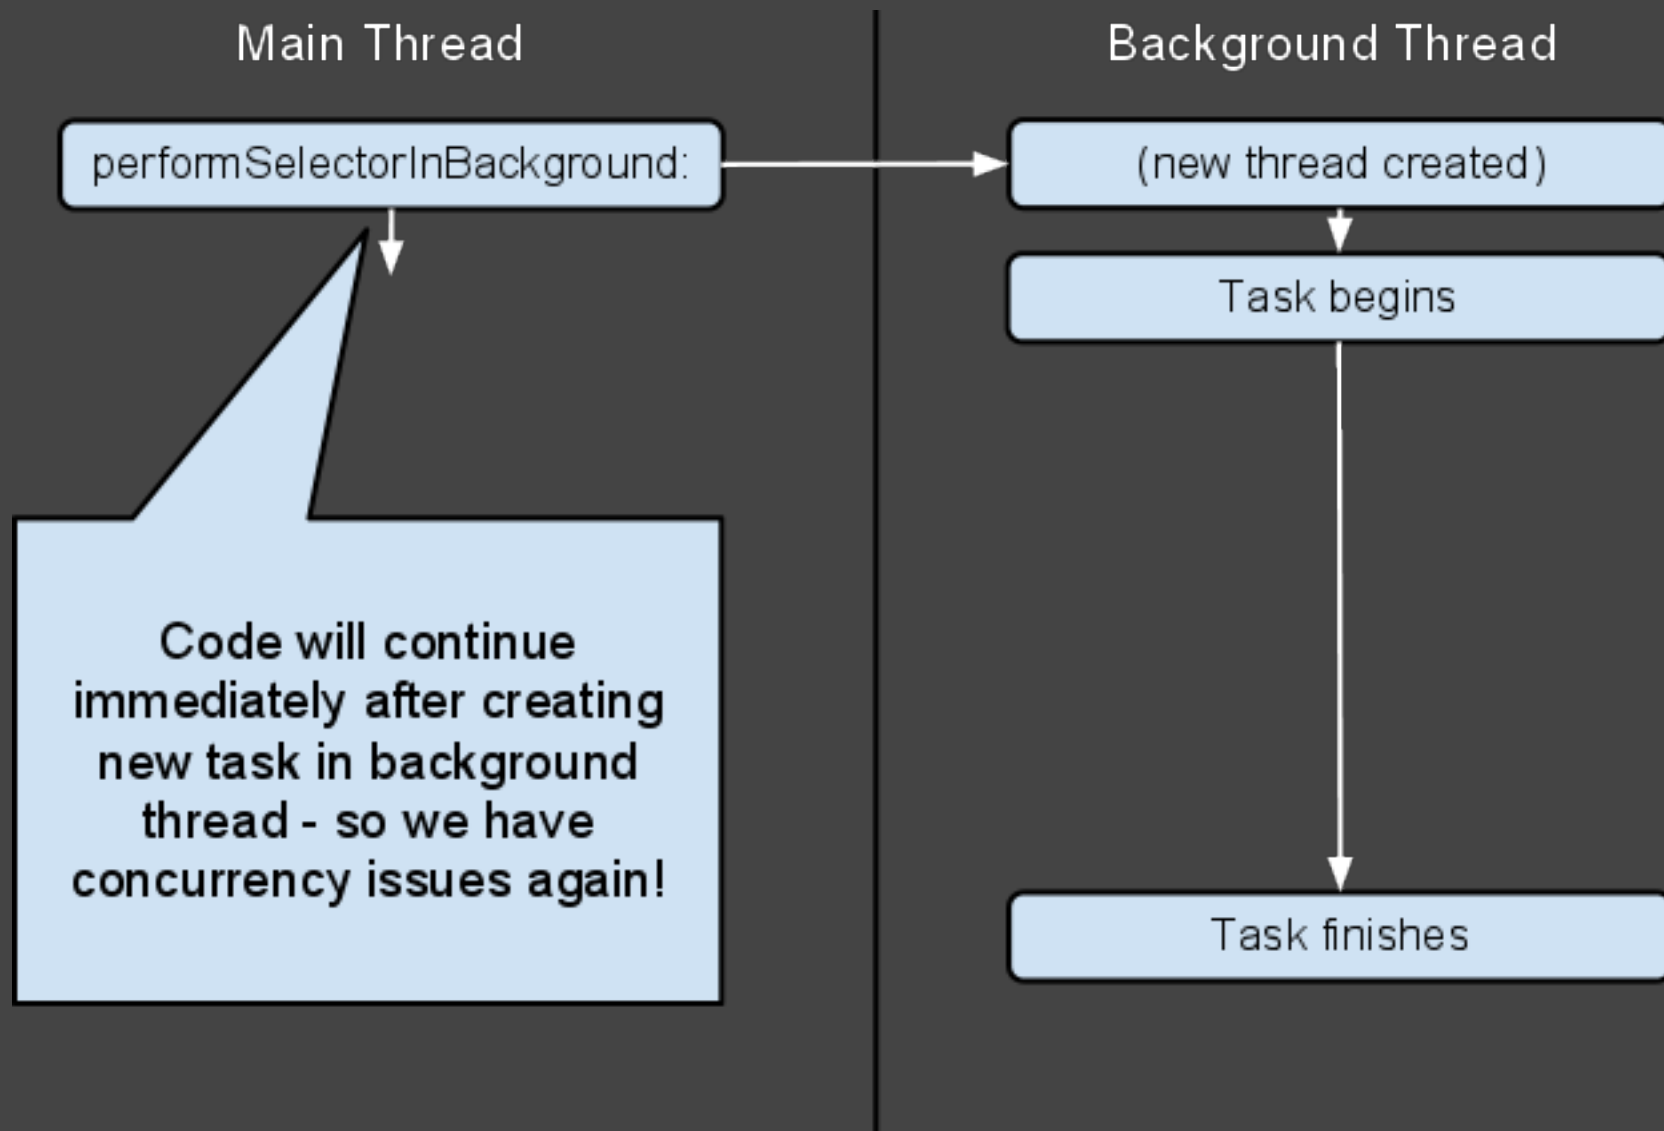 Main Thread
Background Thread
performSelectorInBackground:
(new thread created)
Task begins
Code will continue
immediately after creating
new task in background
thread - so we have
concurrency issues again!
Task finishes